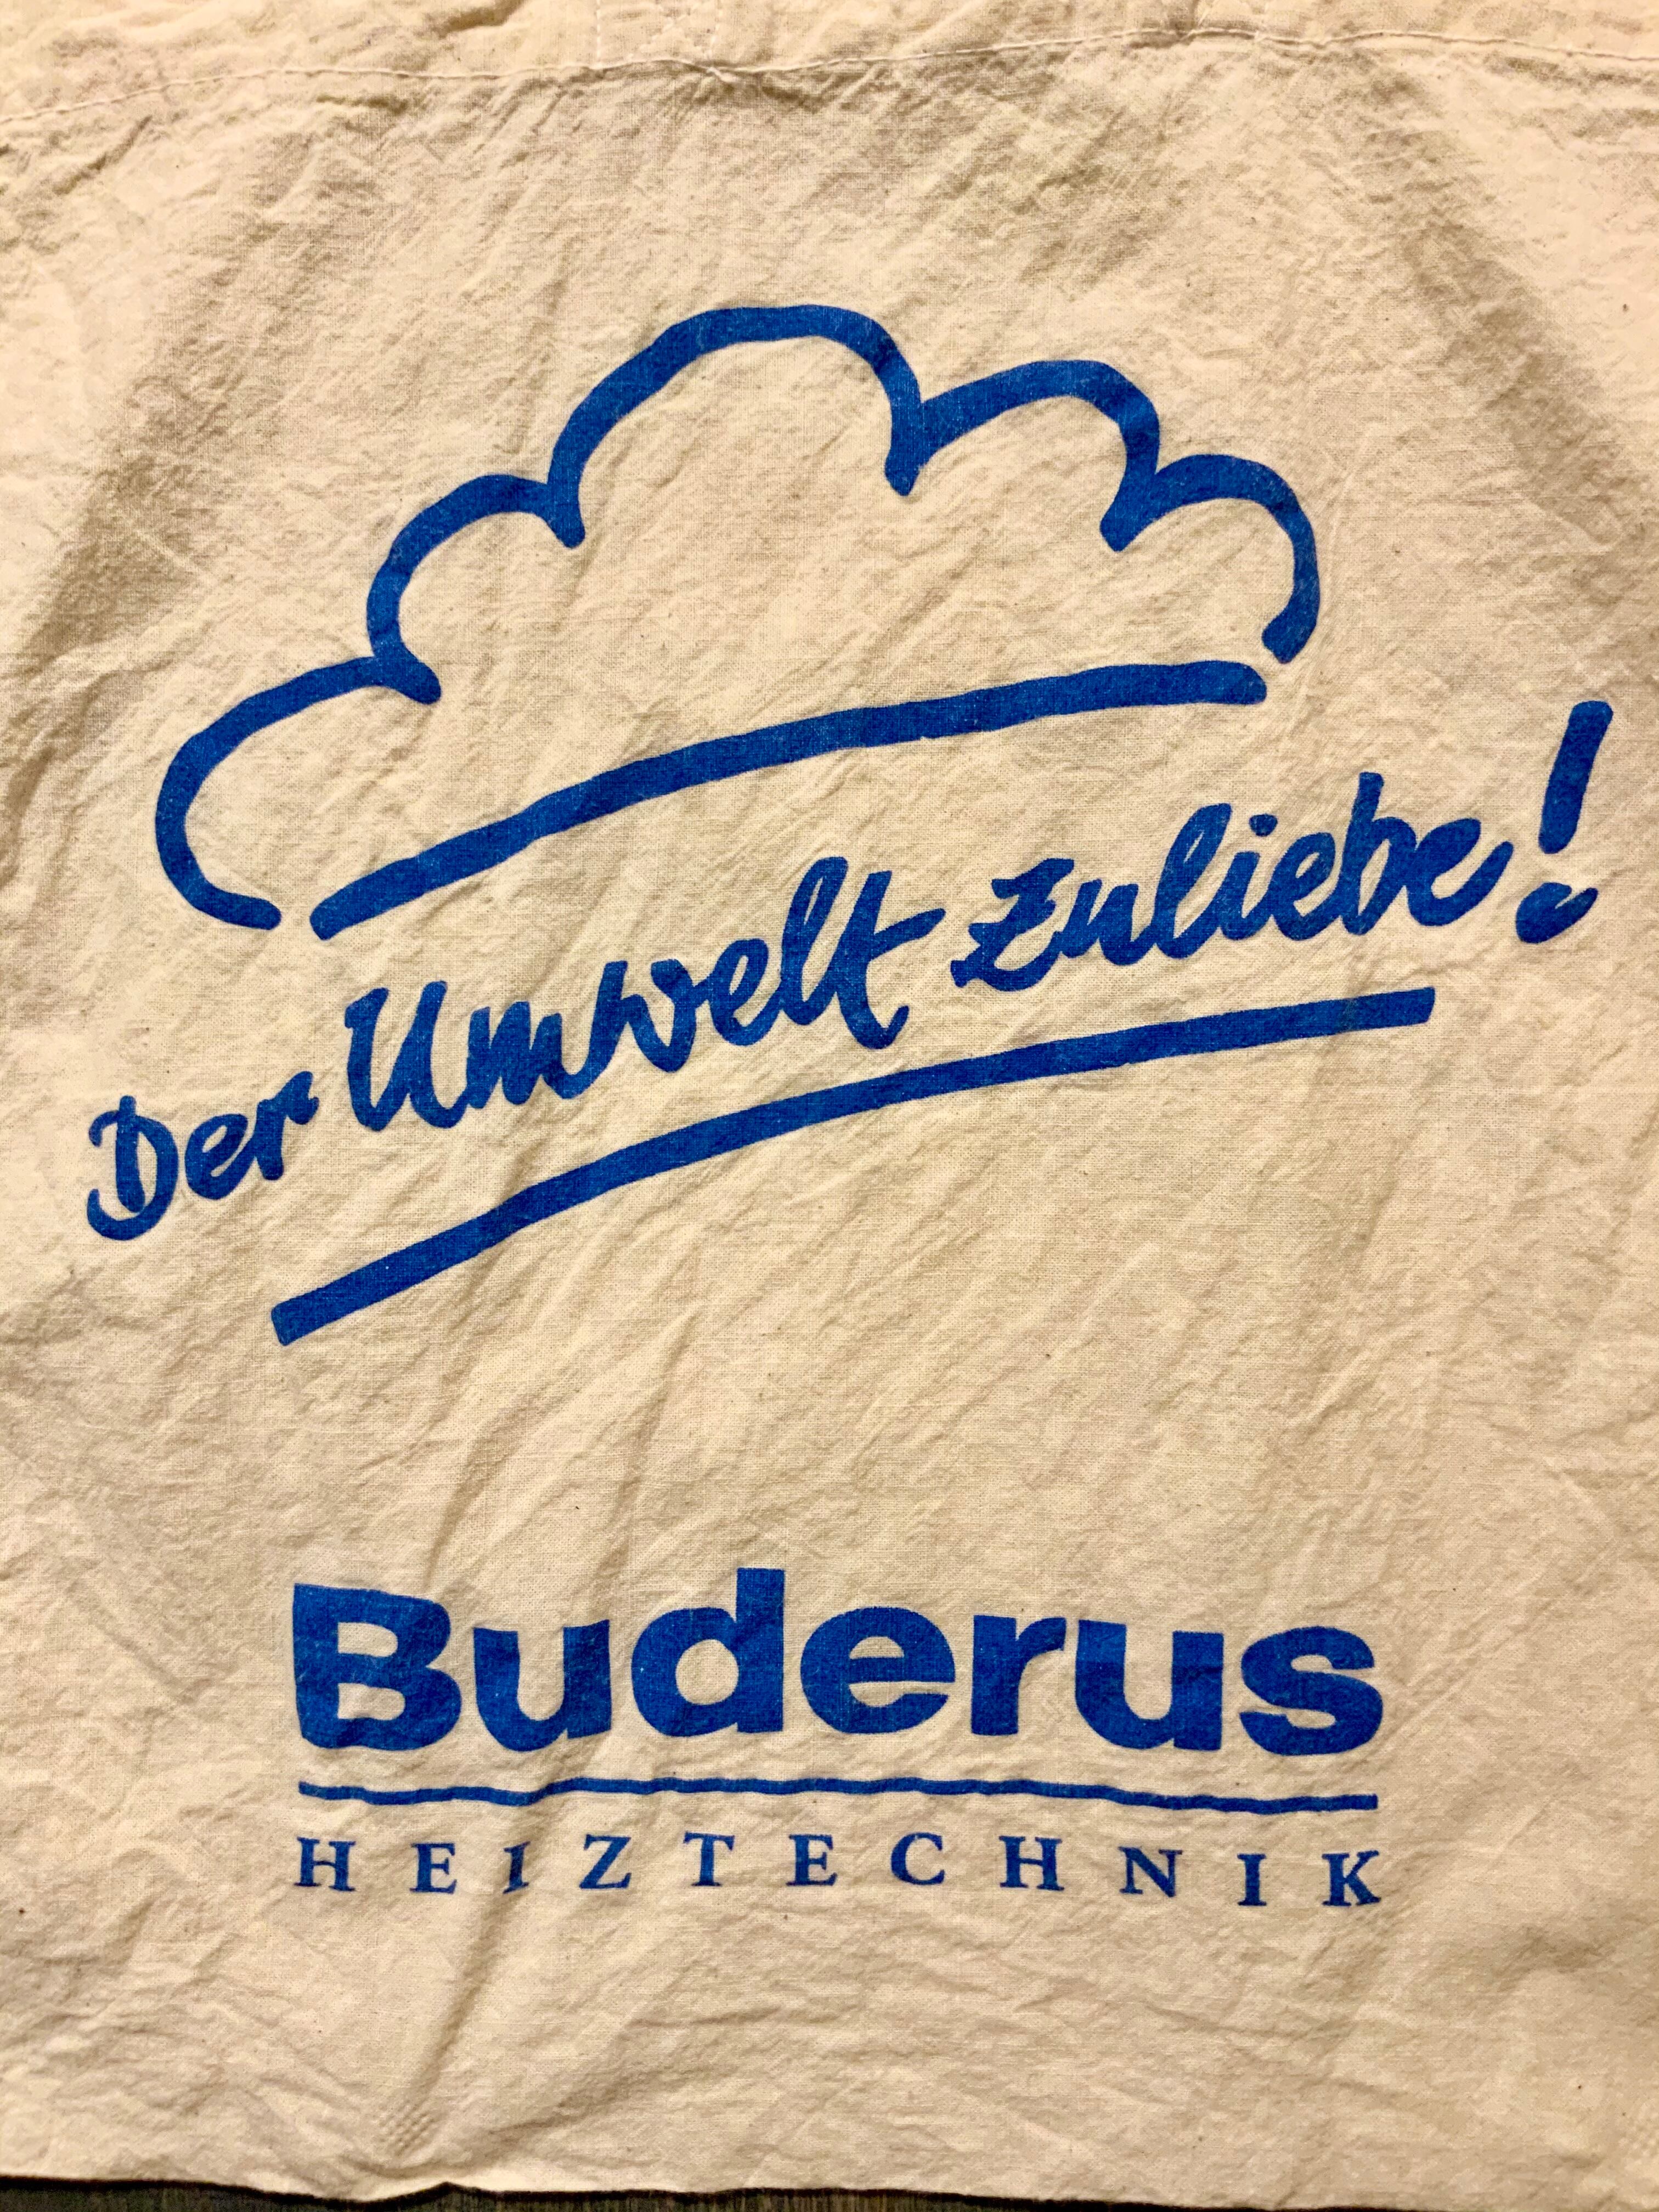 Der Umwelt zuliebe!
Buderus
HEIZTECHNIK